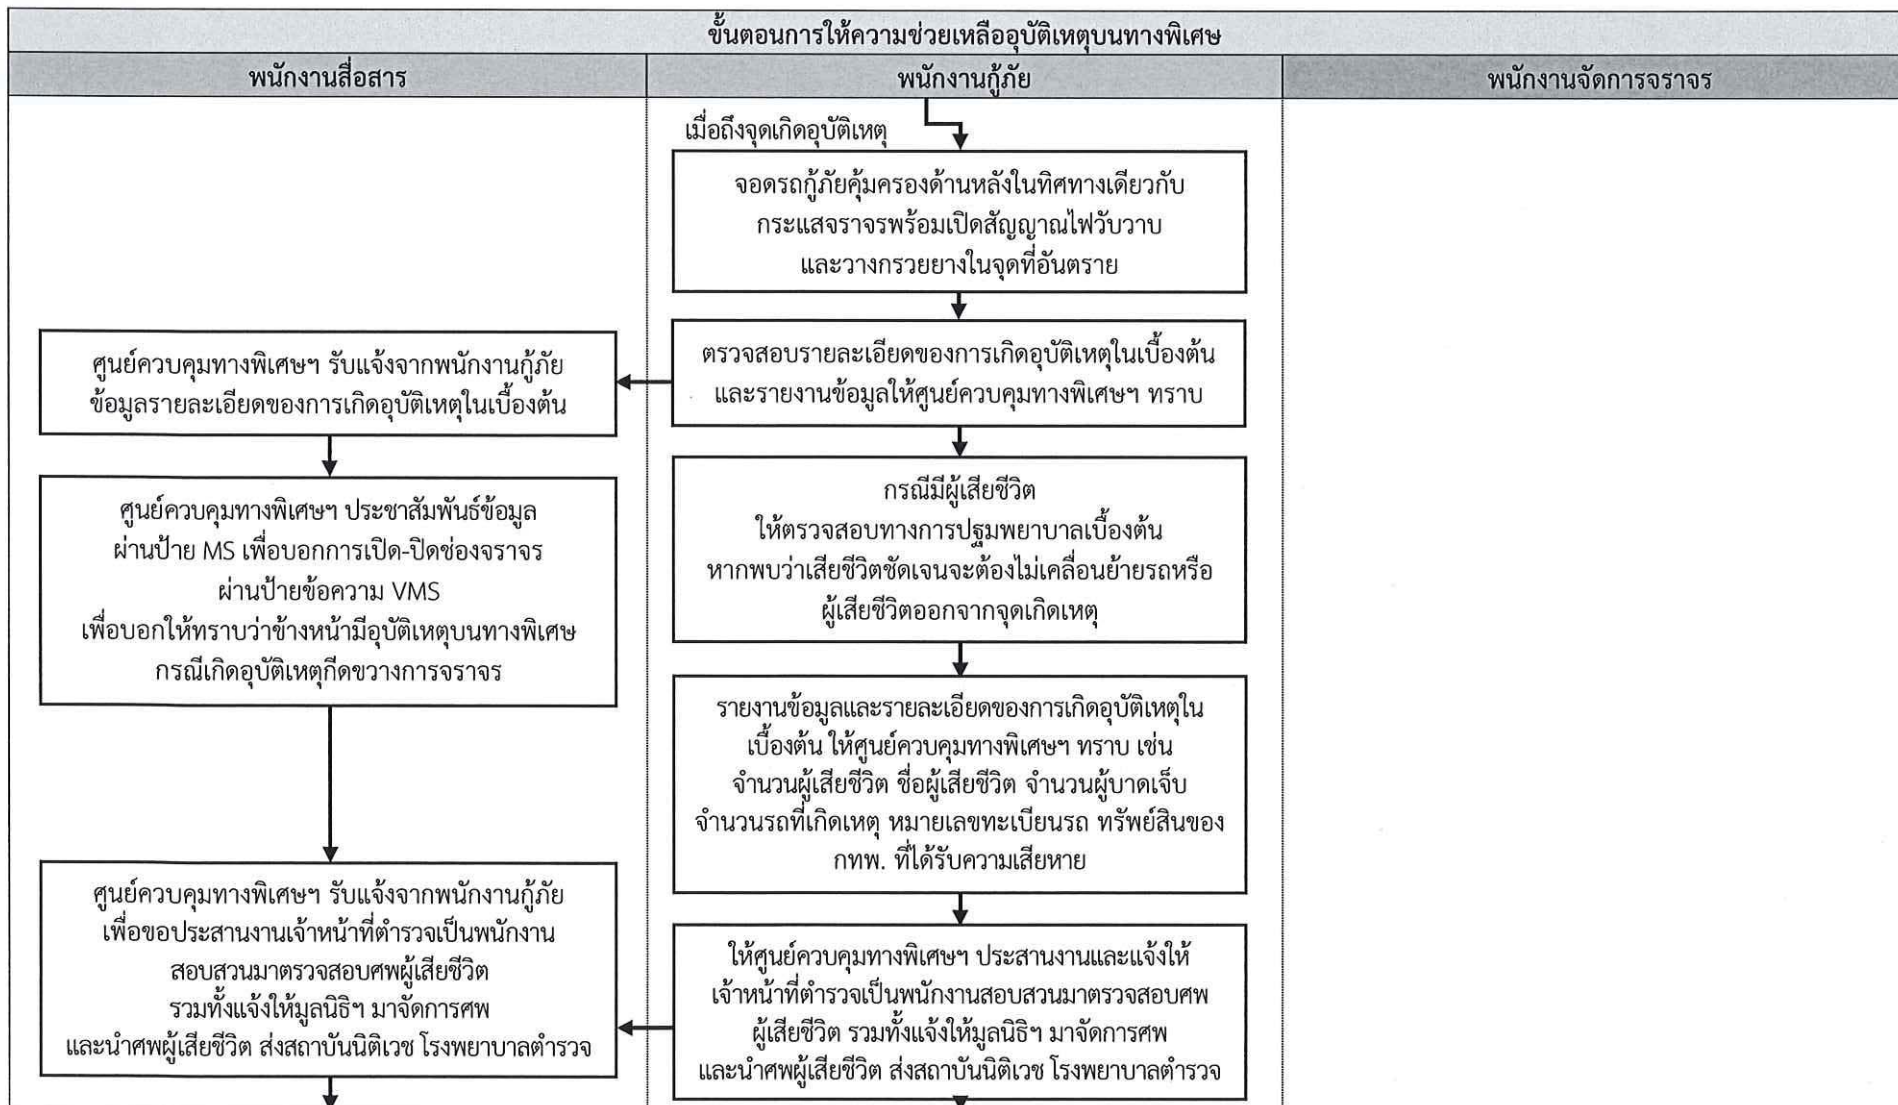 ขั้นตอนการให้ความช่วยเหลืออุบัติเหตุบนทางพิเศษ
พนักงานสื่อสาร
พนักงานกู้ภัย
พนักงานจัดการจราจร
เมื่อถึงจุดเกิดอุบัติเหตุ
จอดรถกู้ภัยคุ้มครองด้านหลังในทิศทางเดียวกับ
กระแสจราจรพร้อมเปิดสัญญาณไฟวับวาบ
และวางกรวยยางในจุดที่อันตราย
ตรวจสอบรายละเอียดของการเกิดอุบัติเหตุในเบื้องต้น
และรายงานข้อมูลให้ศูนย์ควบคุมทางพิเศษฯ ทราบ
ศูนย์ควบคุมทางพิเศษฯ รับแจ้งจากพนักงานกู้ภัย
ข้อมูลรายละเอียดของการเกิดอุบัติเหตุในเบื้องต้น
ศูนย์ควบคุมทางพิเศษฯ ประชาสัมพันธ์ข้อมูล
ผ่านป้าย MS เพื่อบอกการเปิด-ปิดช่องจราจร
ผ่านป้ายข้อความ VMS
เพื่อบอกให้ทราบว่าข้างหน้ามีอุบัติเหตุบนทางพิเศษ
กรณีเกิดอุบัติเหตุกีดขวางการจราจร
กรณีมีผู้เสียชีวิต
ให้ตรวจสอบทางการปฐมพยาบาลเบื้องต้น
หากพบว่าเสียชีวิตชัดเจนจะต้องไม่เคลื่อนย้ายรถหรือ
ผู้เสียชีวิตออกจากจุดเกิดเหตุ
รายงานข้อมูลและรายละเอียดของการเกิดอุบัติเหตุใน
เบื้องต้น ให้ศูนย์ควบคุมทางพิเศษฯ ทราบ เช่น
จำนวนผู้เสียชีวิต ชื่อผู้เสียชีวิต จำนวนผู้บาดเจ็บ
จำนวนรถที่เกิดเหตุ หมายเลขทะเบียนรถ ทรัพย์สินของ
กทพ. ที่ได้รับความเสียหาย
ศูนย์ควบคุมทางพิเศษฯ รับแจ้งจากพนักงานกู้ภัย
เพื่อขอประสานงานเจ้าหน้าที่ตำรวจเป็นพนักงาน
สอบสวนมาตรวจสอบศพผู้เสียชีวิต
รวมทั้งแจ้งให้มูลนิธิฯ มาจัดการศพ
และนำศพผู้เสียชีวิต ส่งสถาบันนิติเวช โรงพยาบาลตำรวจ
ให้ศูนย์ควบคุมทางพิเศษฯ ประสานงานและแจ้งให้
เจ้าหน้าที่ตำรวจเป็นพนักงานสอบสวนมาตรวจสอบศพ
ผู้เสียชีวิต รวมทั้งแจ้งให้มูลนิธิฯ มาจัดการศพ
และนำศพผู้เสียชีวิต ส่งสถาบันนิติเวช โรงพยาบาลตำรวจ